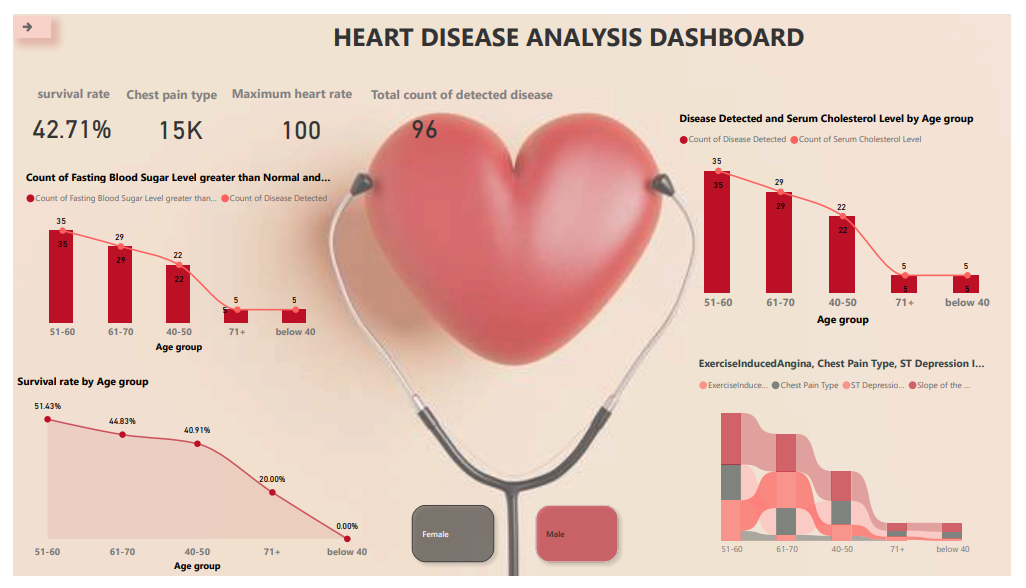 HEART DISEASE ANALYSIS DASHBOARD
survival rate
42.71%
Chest pain type
15K
Maximum heart rate
100
Total count of detected disease
96
Count of Fasting Blood Sugar Level greater than Normal and...
Count of Fasting Blood Sugar Level greater than... Count of Disease Detected
35
35
29
29
22
22
5
5
5
51-60 61-70 40-50 71+ below 40
Age group
Survival rate by Age group
51.43%
44.83%
40.91%
20.00%
0.00%
51-60 61-70 40-50 71+ below 40
Age group
Female
Male
Disease Detected and Serum Cholesterol Level by Age group
Count of Disease Detected Count of Serum Cholesterol Level
35
35
29
29
22
22
5
5
5
5
51-60 61-70 40-50 71+ below 40
Age group
ExerciseInducedAngina, Chest Pain Type, ST Depression I...
ExerciseInduce... Chest Pain Type ST Depressio... Slope of the ...
51-60 61-70 40-50 71+ below 40